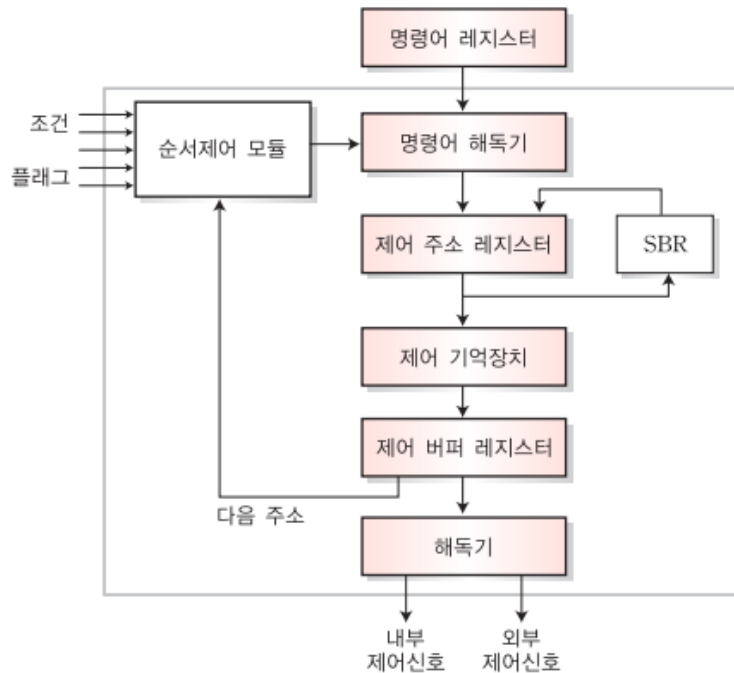 명령어 레지스터
조건
플래그
순서제어 모듈
명령어 해독기
제어 주소 레지스터
SBR
제어 기억장치
제어 버퍼 레지스터
다음 주소
해독기
내부
제어신호
외부
제어신호